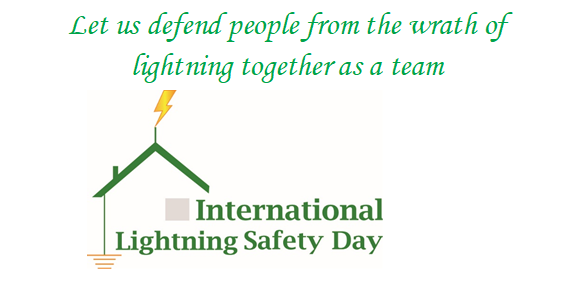 Let us defend people from the wrath of
lightning together as a team
International
Lightning Safety Day